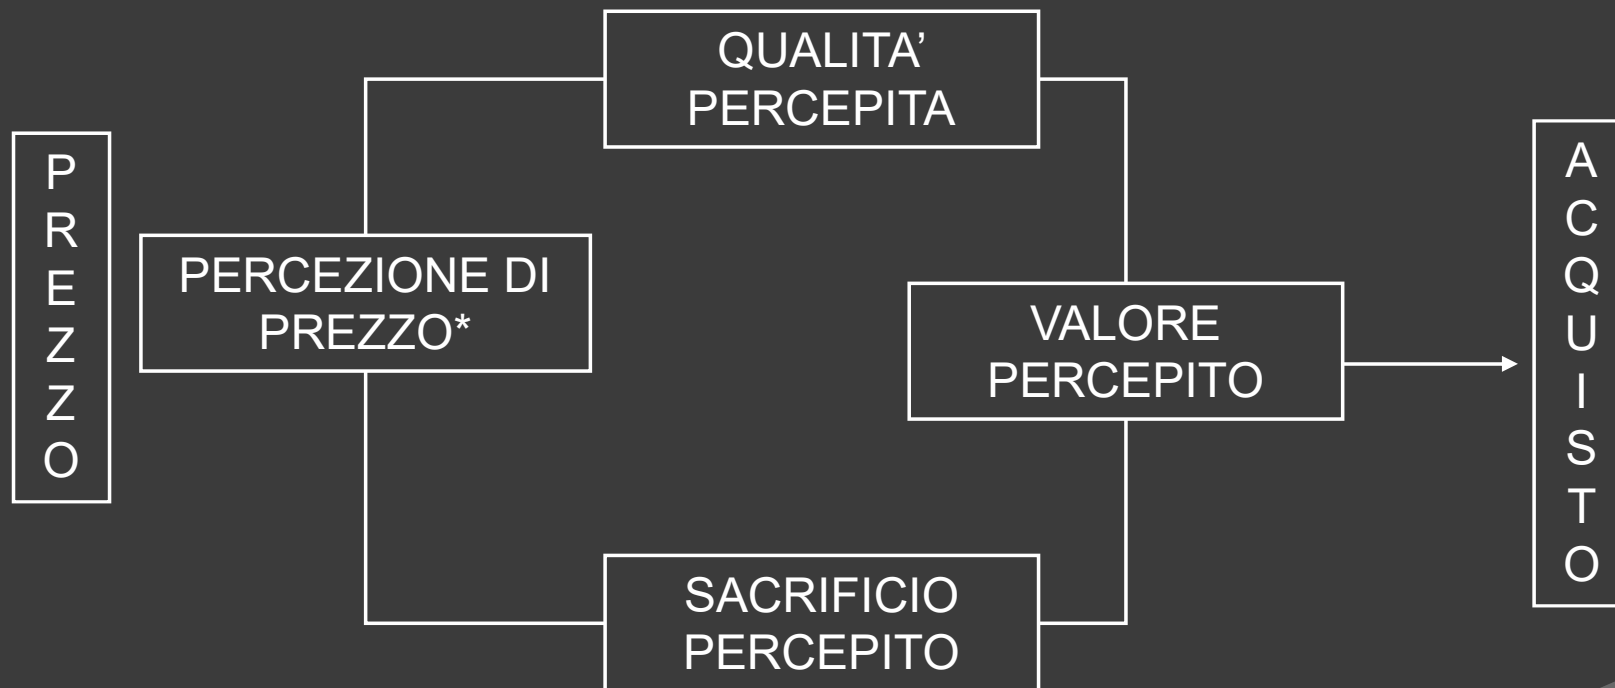 P
R
E
Z
Z
O
PERCEZIONE DI
PREZZO*
QUALITA’
PERCEPITA
SACRIFICIO
PERCEPITO
VALORE
PERCEPITO
A
C
Q
U
I
S
T
O